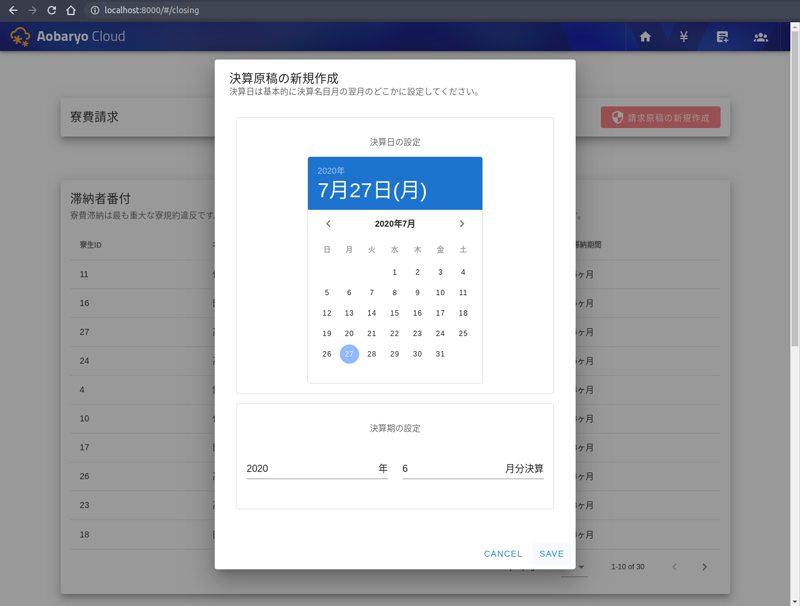 localhost:8000/#/closing
Aobaryo Cloud
寮費請求
請求原稿の新規作成
滞納者番付
寮費滞納は最も重大な寮規約違反です
寮生ID
滞納期間
11
ヶ月
16
ヶ月
27
ヶ月
24
ヶ月
4
ヶ月
10
ヶ月
17
ヶ月
26
ヶ月
23
ヶ月
18
ヶ月
1-10 of 30
決算原稿の新規作成
決算日は基本的に決算名目月の翌月のどこかに設定してください。
決算日の設定
2020年
7月27日(月)
2020年7月
日 月 火 水 木 金 土
1 2 3 4
5 6 7 8 9 10 11
12 13 14 15 16 17 18
19 20 21 22 23 24 25
26 27 28 29 30 31
決算期の設定
2020 年 6 月分決算
CANCEL SAVE